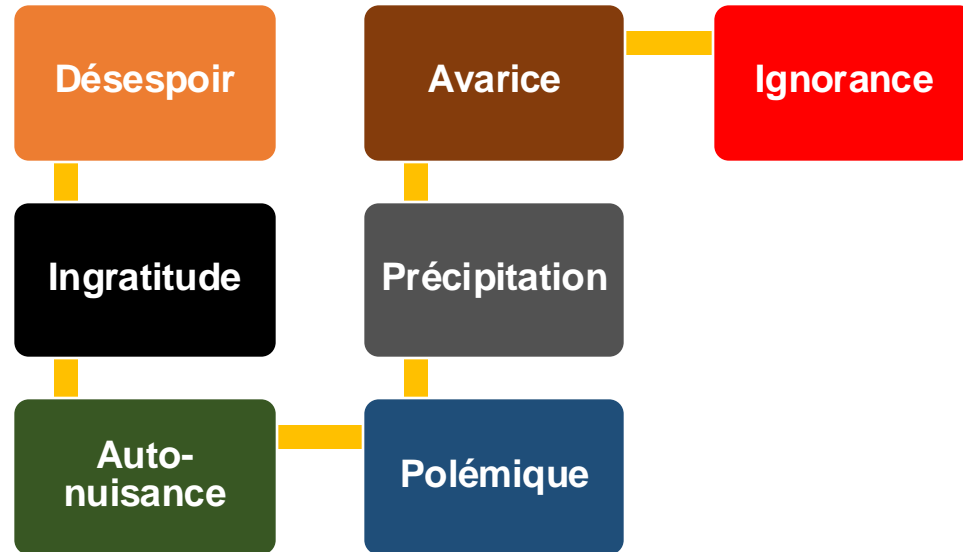 Désespoir
Ingratitude
Auto-
nuisance
Polémique
Précipitation
Avarice
Ignorance